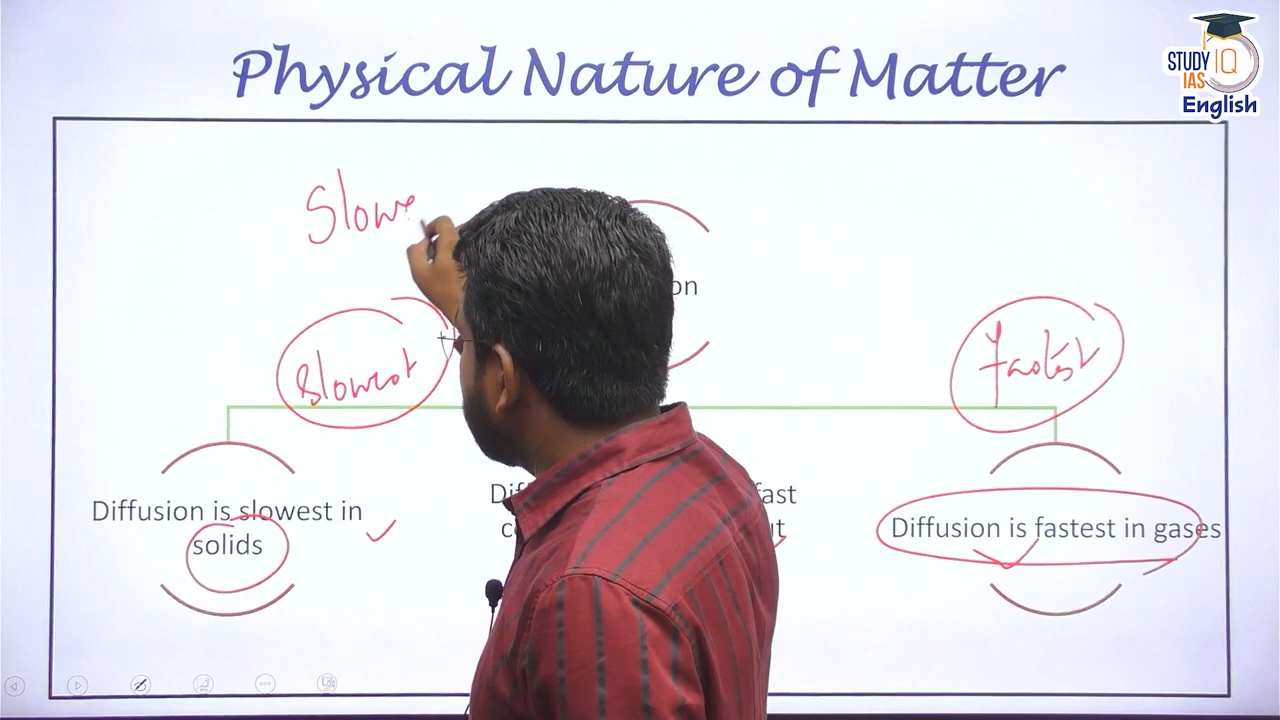 Physical Nature of Matter
STUDY IQ
IAS
English
Slowe
on
Slowest
Fastest
Diffusion is slowest in
solids
fast
Diffusion is fastest in gases